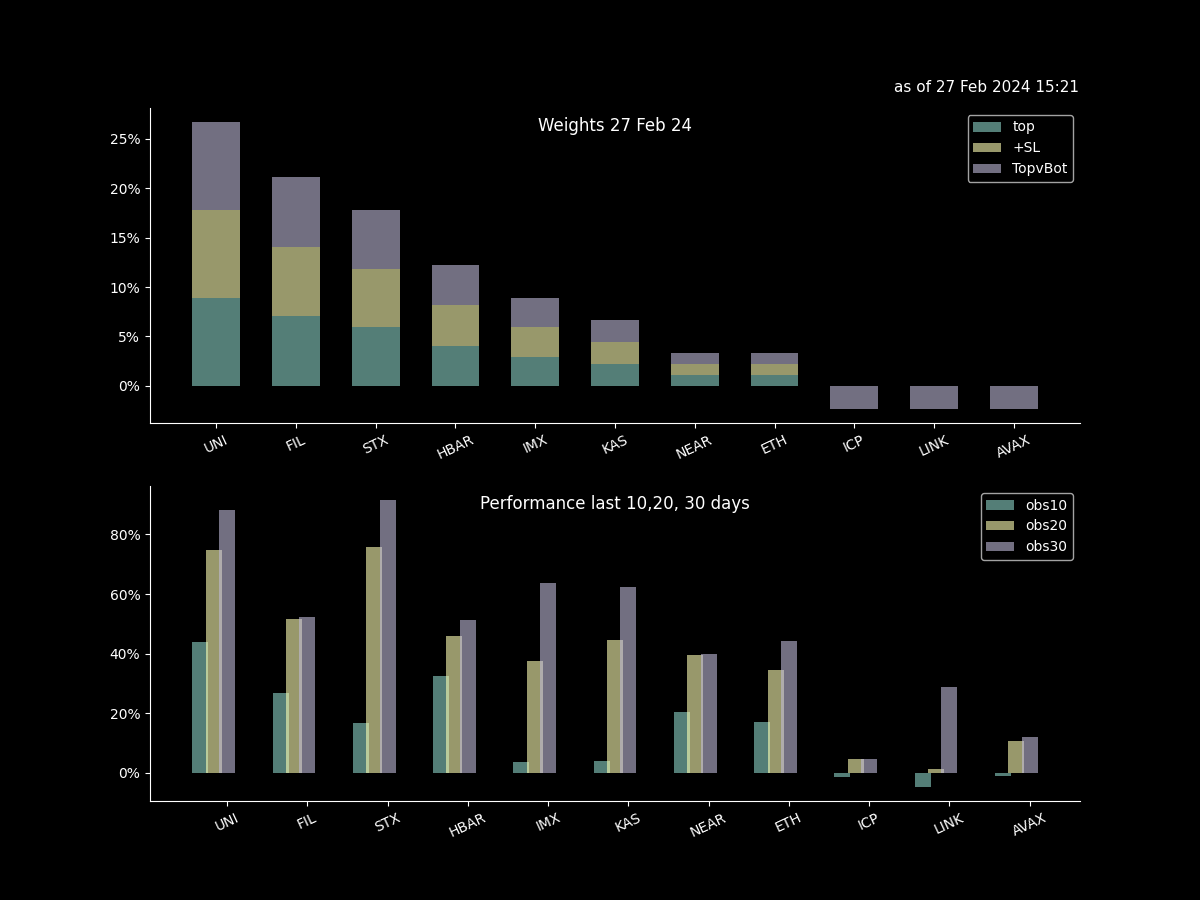 as of 27 Feb 2024 15:21
Weights 27 Feb 24
top
+SL
TopvBot
25%
20%
15%
10%
5%
0%
UNI FIL STX HBAR IMX KAS NEAR ETH ICP LINK AVAX
Performance last 10,20, 30 days
obs10
obs20
obs30
80%
60%
40%
20%
0%
UNI FIL STX HBAR IMX KAS NEAR ETH ICP LINK AVAX